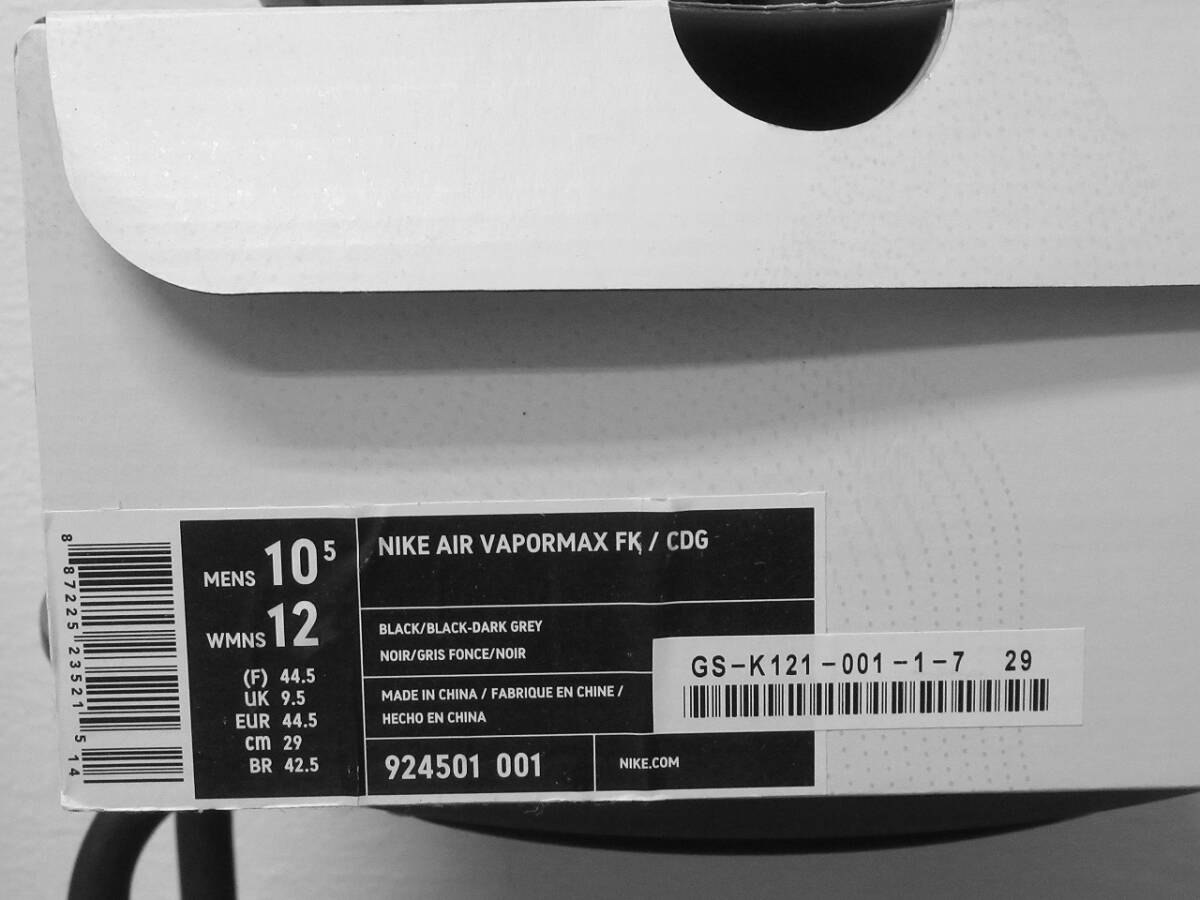 8 87225 23521 5 14
MENS 10⁵
WMNS 12
(F) 44.5
UK 9.5
EUR 44.5
cm 29
BR 42.5
NIKE AIR VAPORMAX FK / CDG
BLACK/BLACK-DARK GREY
NOIR/GRIS FONCE/NOIR
MADE IN CHINA / FABRIQUE EN CHINE /
HECHO EN CHINA
924501 001
NIKE.COM
GS-K121-001-1-7 29